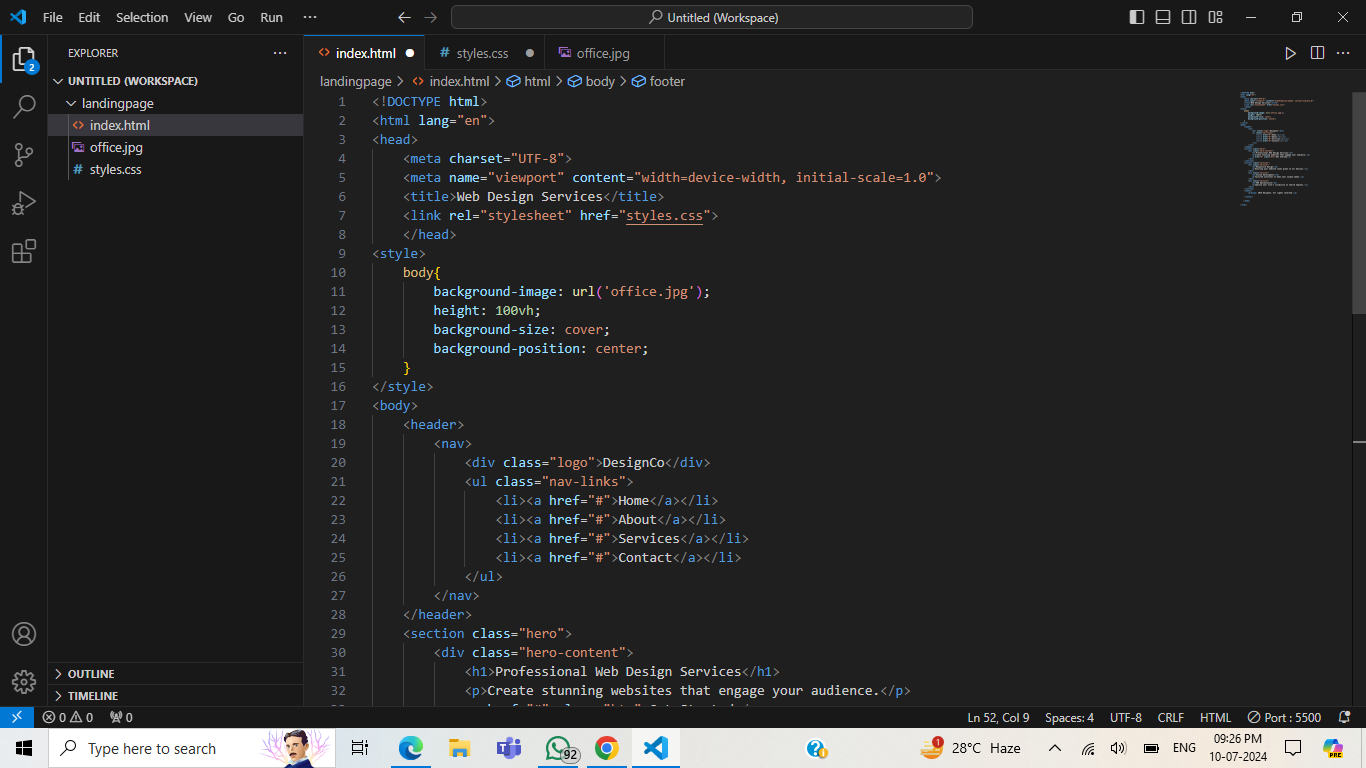 File Edit Selection View Go Run ··· Untitled (Workspace)
EXPLORER ···
UNTITLED (WORKSPACE)
landingpage
index.html
office.jpg
styles.css
OUTLINE
TIMELINE
2
index.html # styles.css office.jpg
landingpage > index.html > html > body > footer
1 <!DOCTYPE html>
2 <html lang="en">
3 <head>
4 <meta charset="UTF-8">
5 <meta name="viewport" content="width=device-width, initial-scale=1.0">
6 <title>Web Design Services</title>
7 <link rel="stylesheet" href="styles.css">
8 </head>
9 <style>
10 body{
11 background-image: url('office.jpg');
12 height: 100vh;
13 background-size: cover;
14 background-position: center;
15 }
16 </style>
17 <body>
18 <header>
19 <nav>
20 <div class="logo">DesignCo</div>
21 <ul class="nav-links">
22 <li><a href="#">Home</a></li>
23 <li><a href="#">About</a></li>
24 <li><a href="#">Services</a></li>
25 <li><a href="#">Contact</a></li>
26 </ul>
27 </nav>
28 </header>
29 <section class="hero">
30 <div class="hero-content">
31 <h1>Professional Web Design Services</h1>
32 <p>Create stunning websites that engage your audience.</p>
0 0 0 Ln 52, Col 9 Spaces: 4 UTF-8 CRLF HTML Port : 5500
Type here to search 92 1 28°C Haze ENG 09:26 PM
10-07-2024
PRE